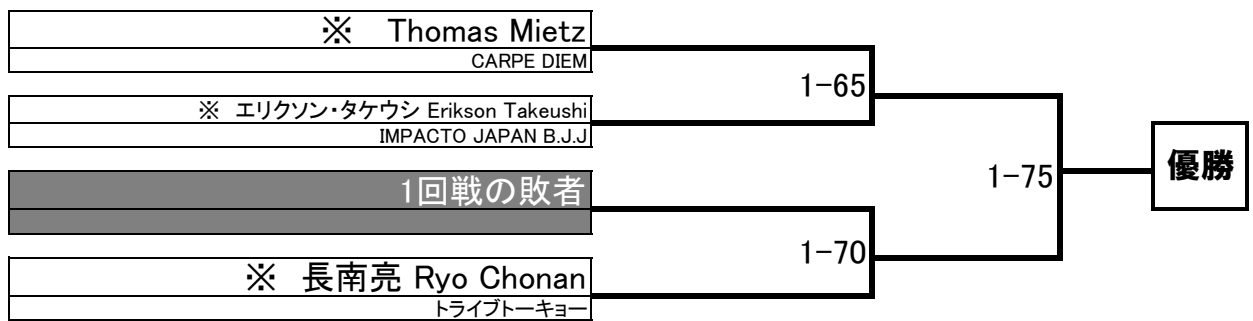 ※ Thomas Mietz
CARPE DIEM
1-65
※ エリクソン・タケウシ Erikson Takeushi
IMPACTO JAPAN B.J.J
1-75
優勝
1回戦の敗者
1-70
※ 長南亮 Ryo Chonan
トライブトーキョー